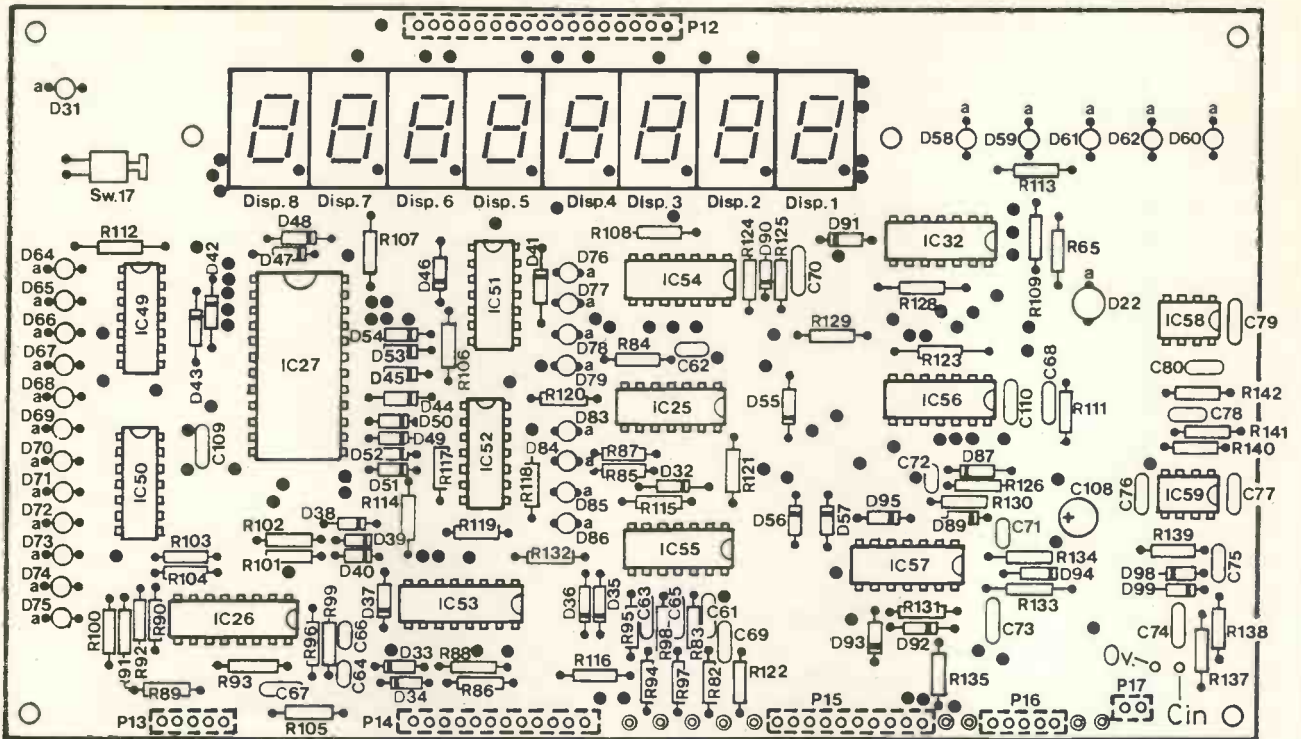 P12
a
D31
Sw.17
a a a a a
D58 D59 D61 D62 D60
R113
Disp. 8 Disp.7 Disp.6 Disp.5 Disp.4 Disp.3 Disp.2 Disp.1
R112
D48
D47
R107
D46
D41
D42
D43
R108
R124
D90
R125
C70
D91
IC32
R109
R65
D64 a
D65 a
D66 a
D67 a
D68 a
D69 a
D70 a
D71 a
D72 a
D73 a
D74 a
D75 a
IC49
IC50
C109
IC27
IC51
IC52
D54
D53
D45
D44
D50
D49
D52
D51
R106
R117
R114
D76
a
D77
a
D78
a
D79
a
R120
D83
a
D84
a
D85
a
D86
a
R118
R119
R132
IC54
R84
C62
IC25
R87
R85
D32
R115
R121
IC55
R128
R129
R123
D55
D56
D57
IC56
C110
C68
R111
a
D22
IC58
C79
C80
R142
C78
R141
R140
C76
IC59
C77
C72
D87
R126
R130
D89
D95
C71
C108
+
IC57
R134
D94
R133
R139
D98
D99
C75
R103
R104
R102
R101
D38
D39
D40
R100
R91
R92
R90
IC26
R99
R96
C66
C64
D37
IC53
D36
D35
R95
C63
R98
C65
R83
C61
C69
R131
D92
D93
C73
C74
R138
R137
R89
R93
C67
R105
D33
D34
R88
R86
R116
R94
R97
R82
R122
R135
0v.
Cin
P13
P14
P15
P16
P17